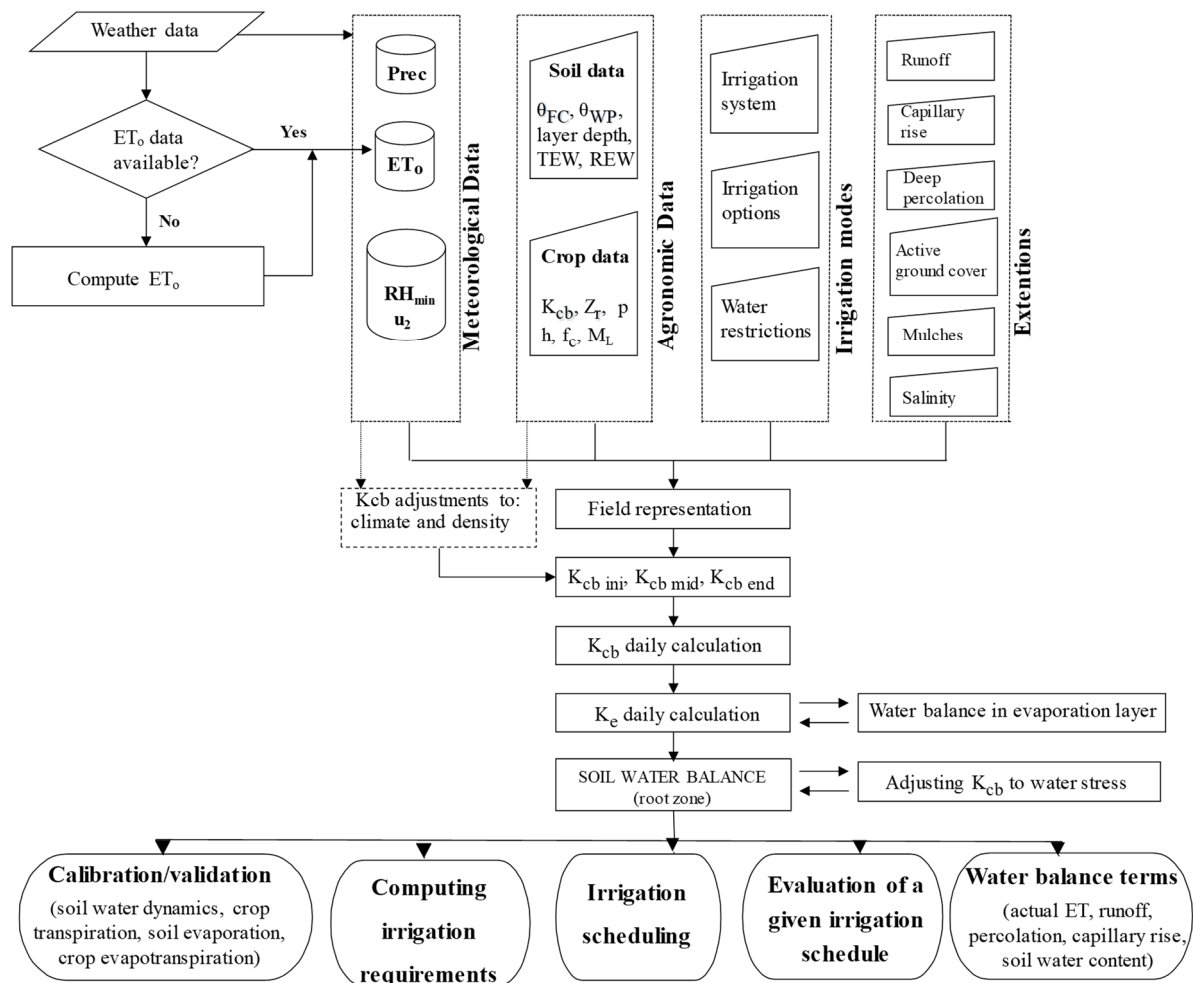 Weather data
ETₒ data
available?
Yes
No
Compute ETₒ
Prec
ETₒ
RHₘᵢₙ
u₂
Meteorological Data
Soil data
θFC, θWP,
layer depth,
TEW, REW
Crop data
Kcb, Zr, p
h, fc, ML
Agronomic Data
Irrigation
system
Irrigation
options
Water
restrictions
Irrigation modes
Runoff
Capillary
rise
Deep
percolation
Active
ground cover
Mulches
Salinity
Extentions
Kcb adjustments to:
climate and density
Field representation
Kcb ini, Kcb mid, Kcb end
Kcb daily calculation
Ke daily calculation
Water balance in evaporation layer
SOIL WATER BALANCE
(root zone)
Adjusting Kcb to water stress
Calibration/validation
(soil water dynamics, crop
transpiration, soil evaporation,
crop evapotranspiration)
Computing
irrigation
requirements
Irrigation
scheduling
Evaluation of a
given irrigation
schedule
Water balance terms
(actual ET, runoff,
percolation, capillary rise,
soil water content)